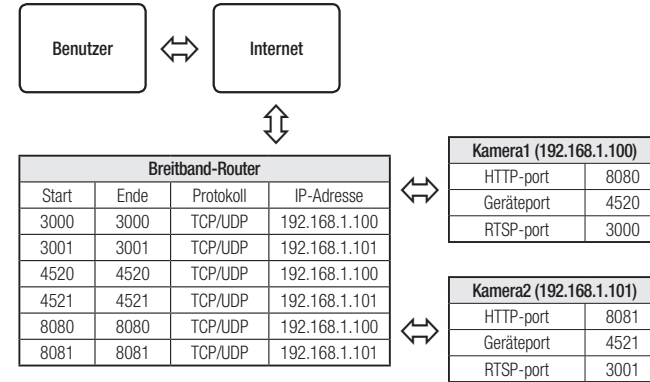 Benutzer
Internet
Breitband-Router
Start Ende Protokoll IP-Adresse
3000 3000 TCP/UDP 192.168.1.100
3001 3001 TCP/UDP 192.168.1.101
4520 4520 TCP/UDP 192.168.1.100
4521 4521 TCP/UDP 192.168.1.101
8080 8080 TCP/UDP 192.168.1.100
8081 8081 TCP/UDP 192.168.1.101
Kamera1 (192.168.1.100)
HTTP-port 8080
Geräteport 4520
RTSP-port 3000
Kamera2 (192.168.1.101)
HTTP-port 8081
Geräteport 4521
RTSP-port 3001